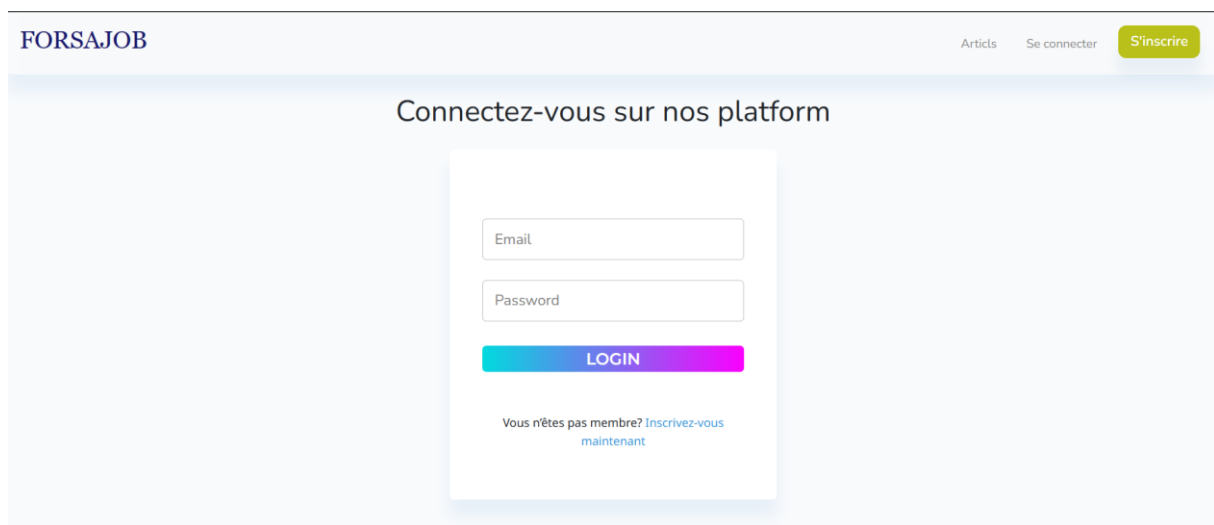 FORSAJOB
Articls
Se connecter
S'inscrire
Connectez-vous sur nos platform
Email
Password
LOGIN
Vous n'êtes pas membre? Inscrivez-vous
maintenant